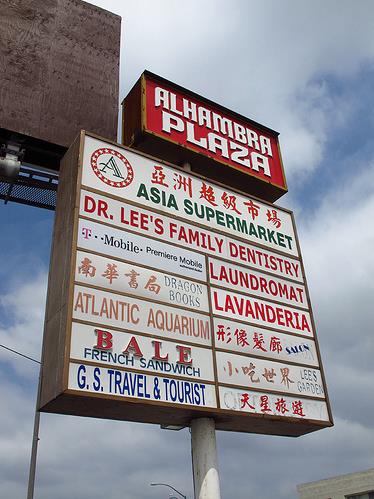 ALHAMBRA
PLAZA
A
亞洲超級市場
ASIA SUPERMARKET
DR. LEE'S FAMILY DENTISTRY
T··Mobile· Premiere Mobile
LAUNDROMAT
南華書局 DRAGON
BOOKS
LAVANDERIA
ATLANTIC AQUARIUM
形像髮廊 SALON
BALE
FRENCH SANDWICH
小吃世界 LEE'S
GARDEN
G. S. TRAVEL & TOURIST
天星旅遊